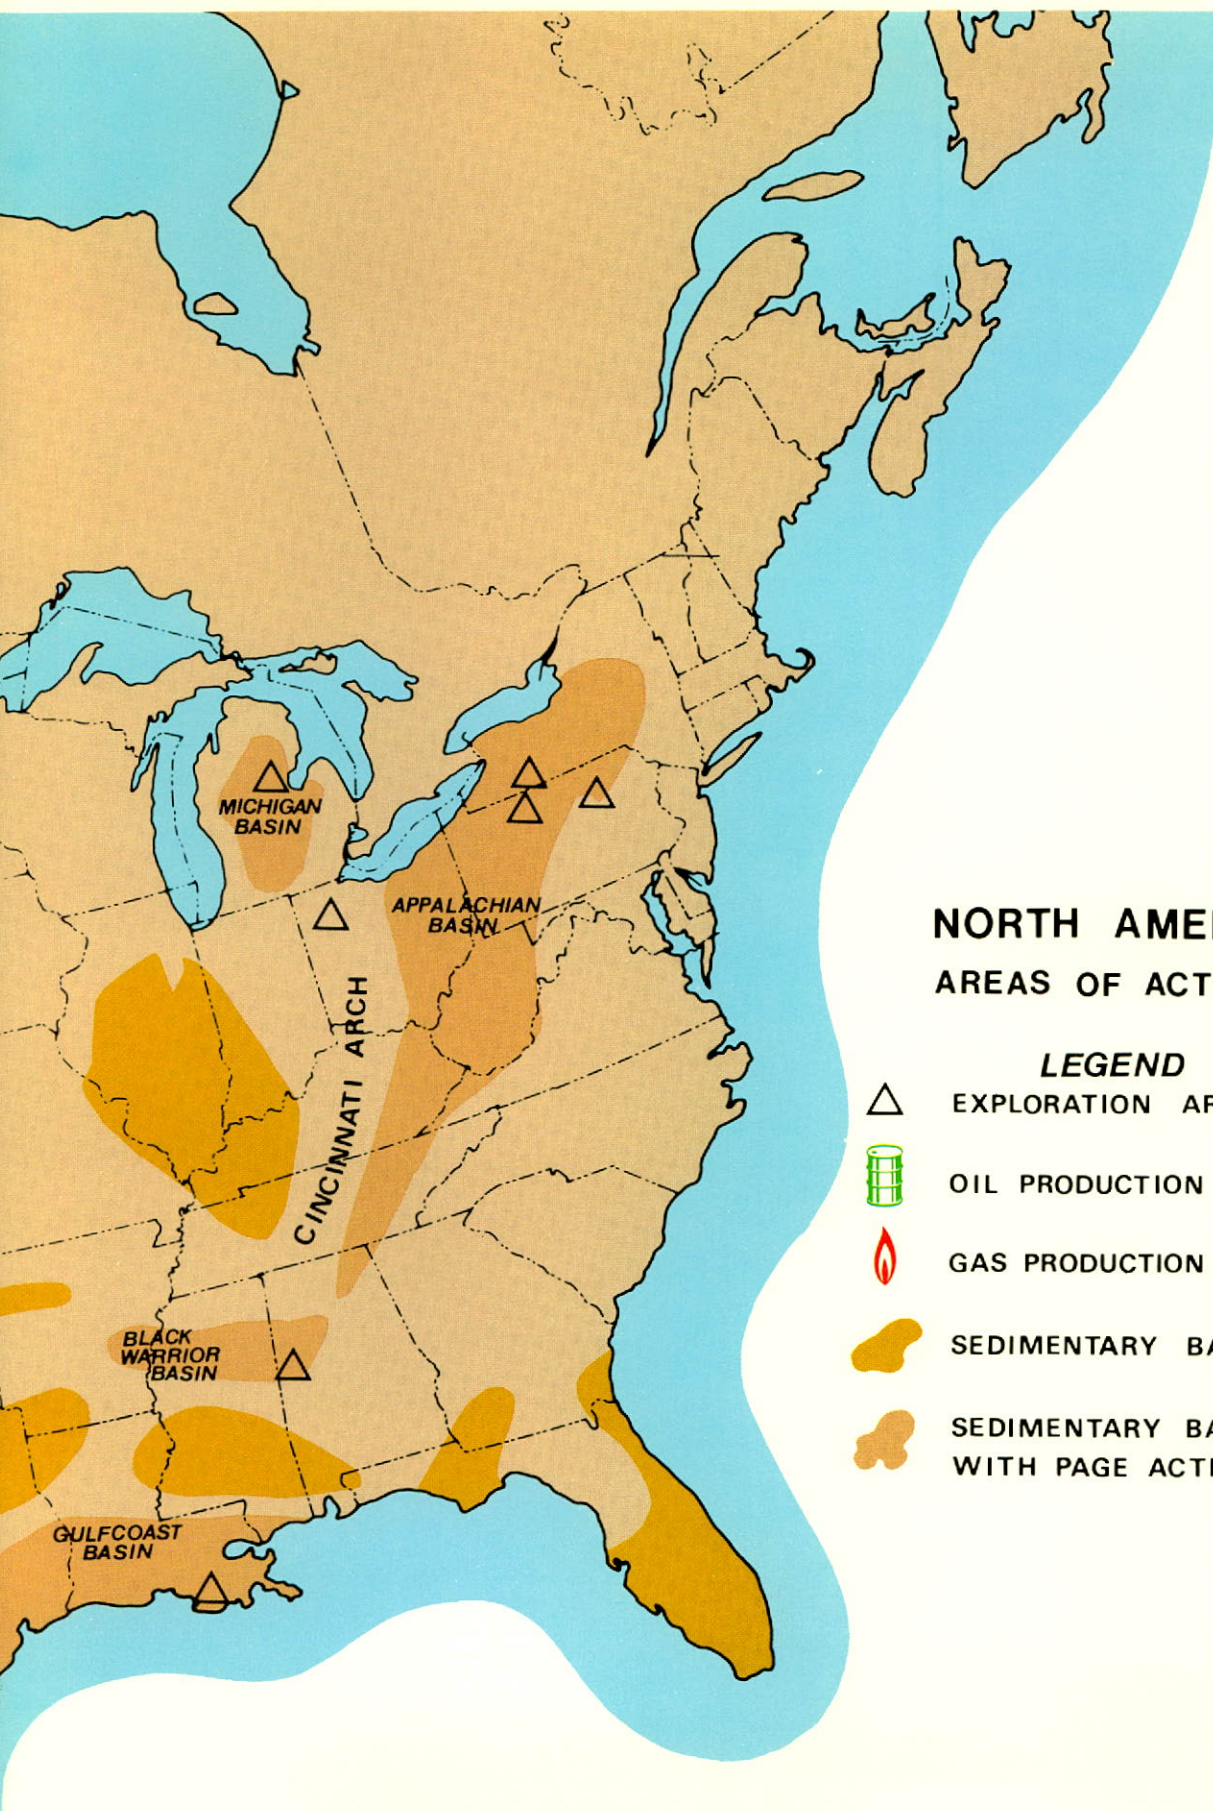 MICHIGAN
BASIN
APPALACHIAN
BASIN
CINCINNATI ARCH
BLACK
WARRIOR
BASIN
GULFCOAST
BASIN
NORTH AME
AREAS OF ACT
LEGEND
EXPLORATION AR
OIL PRODUCTION
GAS PRODUCTION
SEDIMENTARY BA
SEDIMENTARY BA
WITH PAGE ACTI